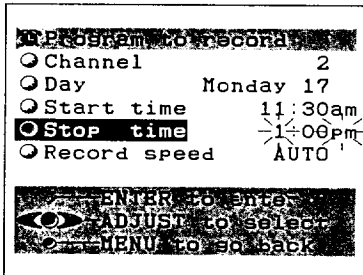 Program to record
Channel 2
Day Monday 17
Start time 11:30am
Stop time 1:00pm
Record speed AUTO
ENTER to enter
ADJUST to select
MENU to go back